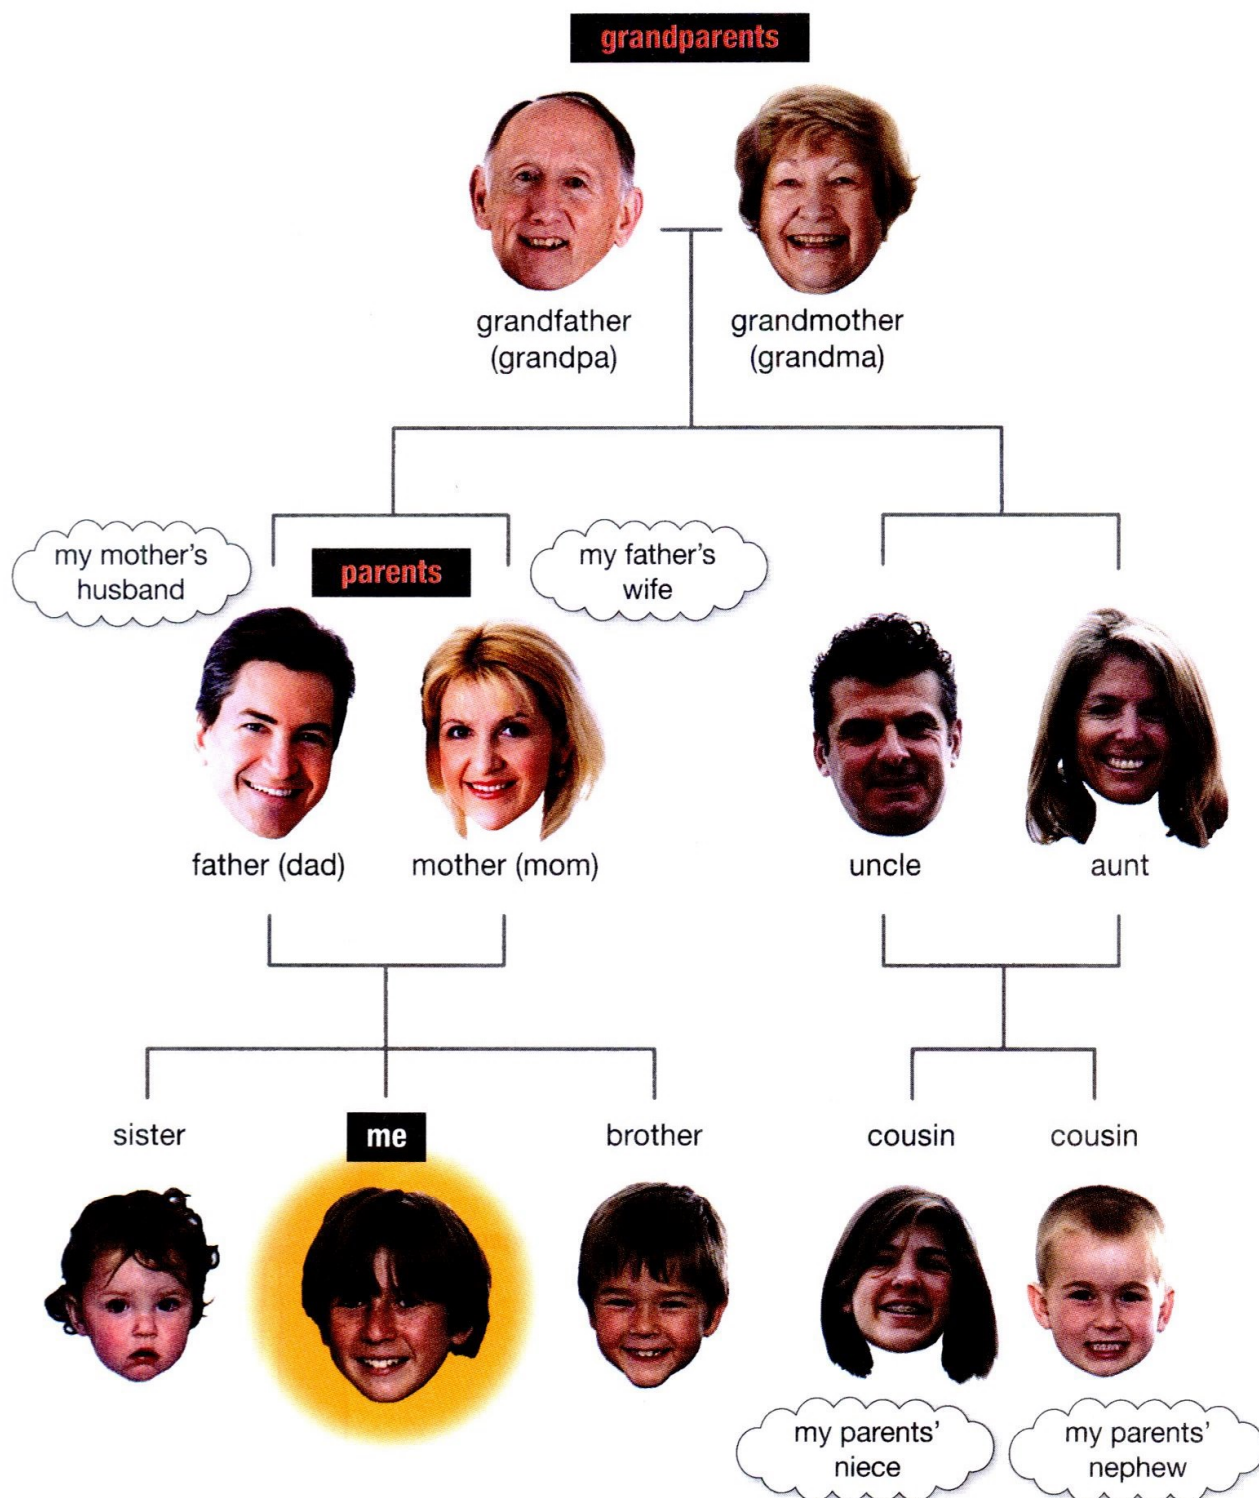 grandparents
grandfather
(grandpa)
grandmother
(grandma)
my mother's
husband
parents
my father's
wife
father (dad)
mother (mom)
uncle
aunt
sister
me
brother
cousin
cousin
my parents'
niece
my parents'
nephew